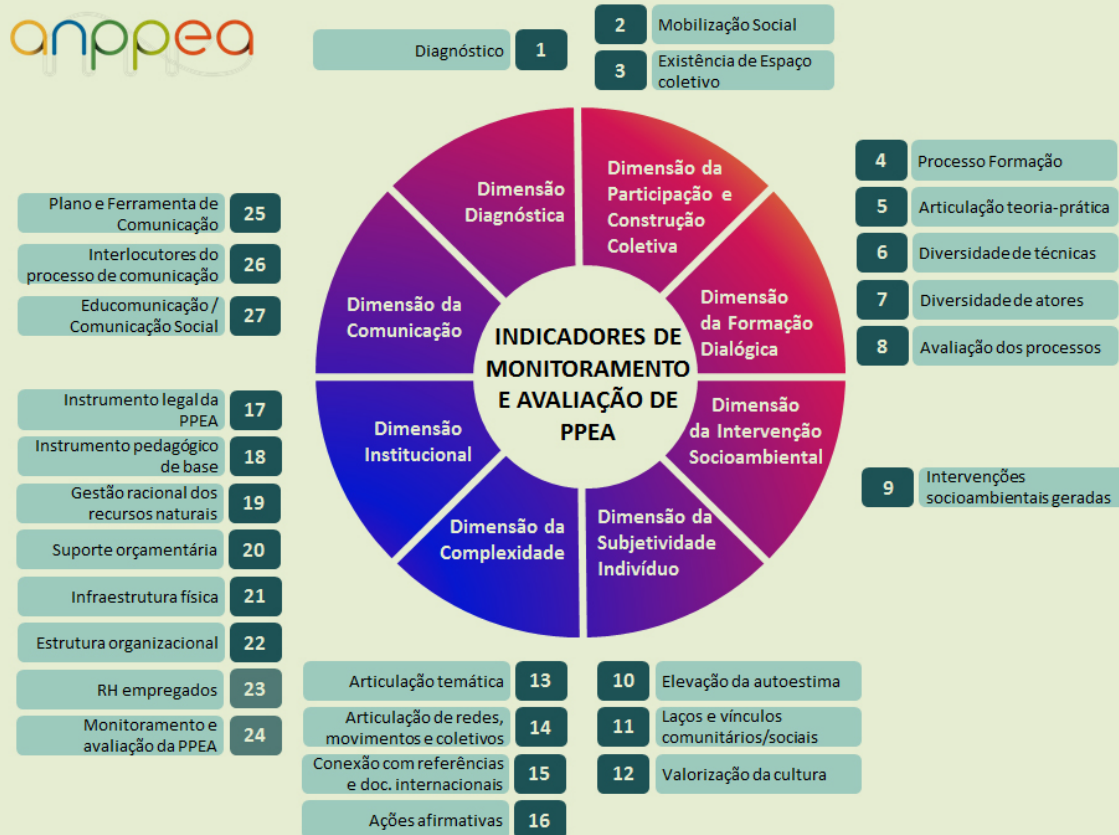 anppea
Diagnóstico 1
2 Mobilização Social
3 Existência de Espaço
coletivo
Dimensão
Diagnóstica
Dimensão da
Participação e
Construção
Coletiva
4 Processo Formação
5 Articulação teoria-prática
6 Diversidade de técnicas
7 Diversidade de atores
8 Avaliação dos processos
Plano e Ferramenta de
Comunicação
25
Interlocutores do
processo de comunicação
26
Educomunicação /
Comunicação Social
27
Dimensão da
Comunicação
Dimensão
da Formação
Dialógica
INDICADORES DE
MONITORAMENTO
E AVALIAÇÃO DE
PPEA
Dimensão
Institucional
Dimensão
da Intervenção
Socioambiental
Dimensão da
Complexidade
Dimensão da
Subjetividade
Indivíduo
9
Intervenções
socioambientais geradas
Instrumento legal da
PPEA
17
Instrumento pedagógico
de base
18
Gestão racional dos
recursos naturais
19
Suporte orçamentária 20
Infraestrutura física 21
Estrutura organizacional 22
RH empregados 23
Monitoramento e
avaliação da PPEA
24
Articulação temática 13
Articulação de redes,
movimentos e coletivos
14
Conexão com referências
e doc. internacionais
15
Ações afirmativas 16
10 Elevação da autoestima
11 Laços e vínculos
comunitários/sociais
12 Valorização da cultura